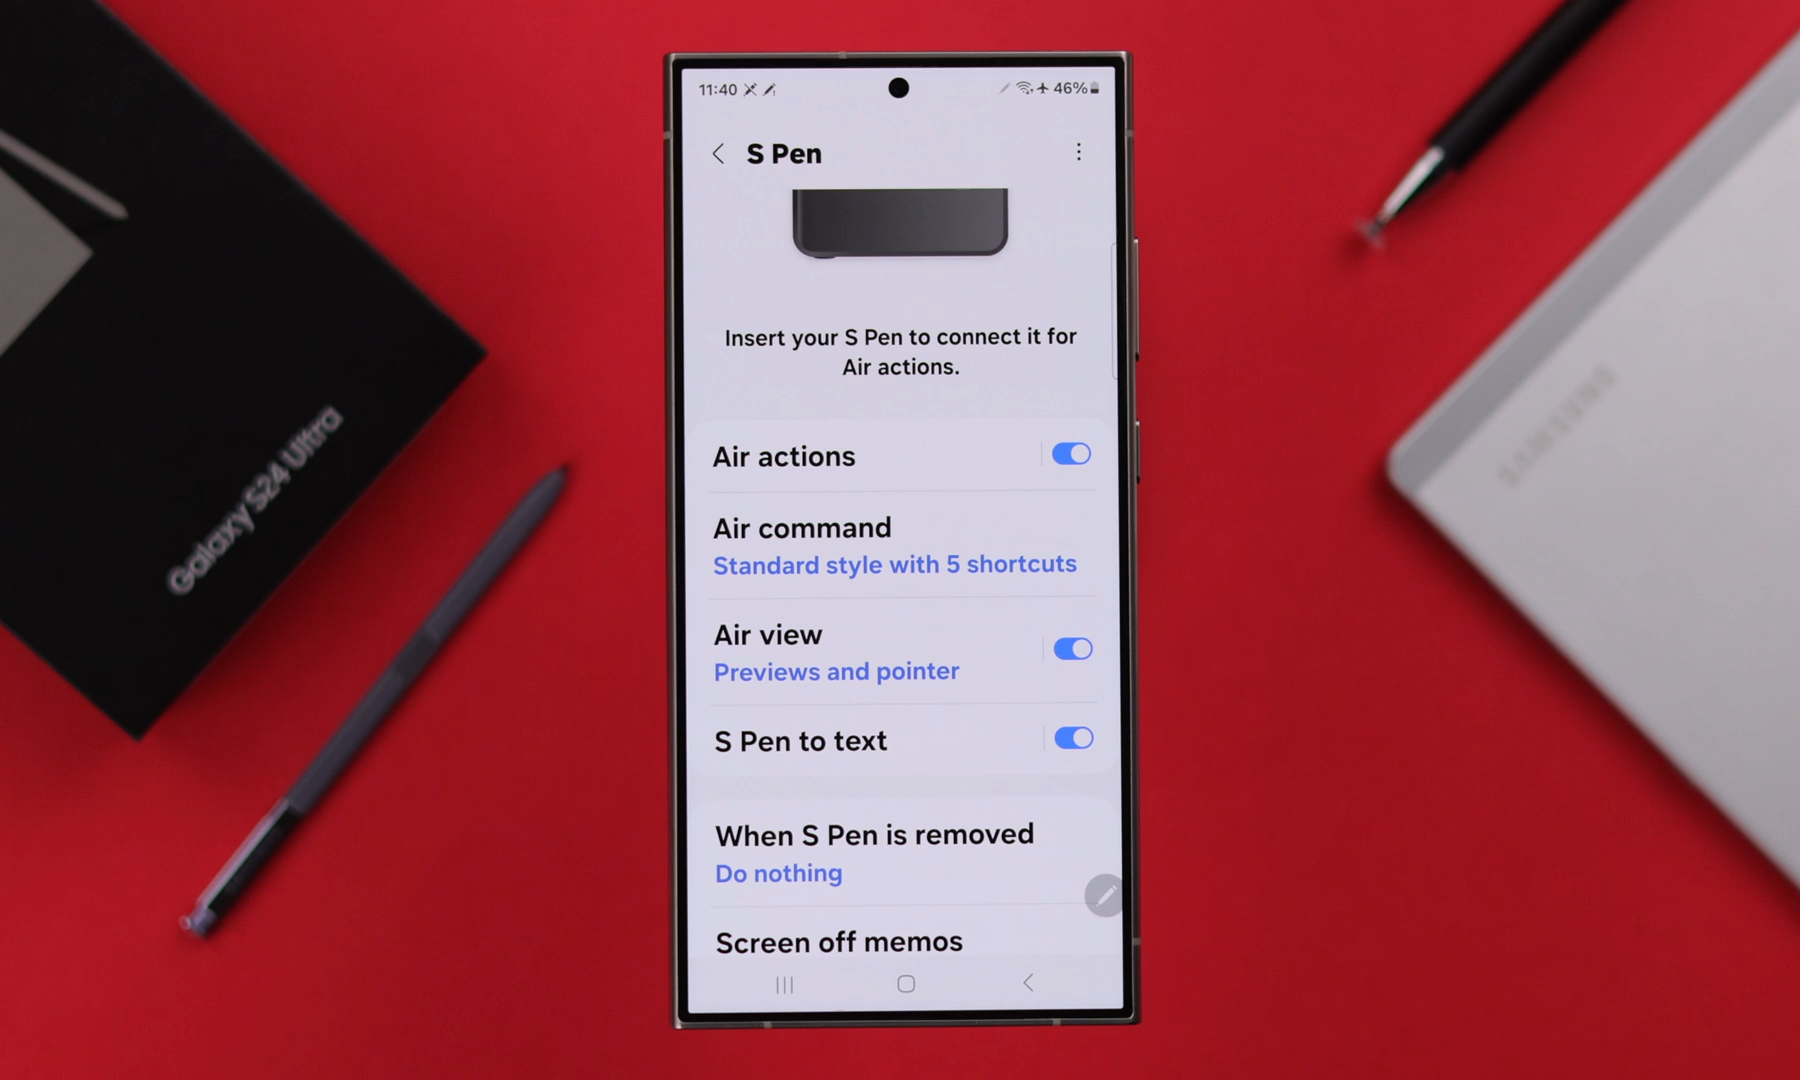 11:40
46%
S Pen
Insert your S Pen to connect it for
Air actions.
Air actions
Air command
Standard style with 5 shortcuts
Air view
Previews and pointer
S Pen to text
When S Pen is removed
Do nothing
Screen off memos
Galaxy S24 Ultra
SAMSUNG